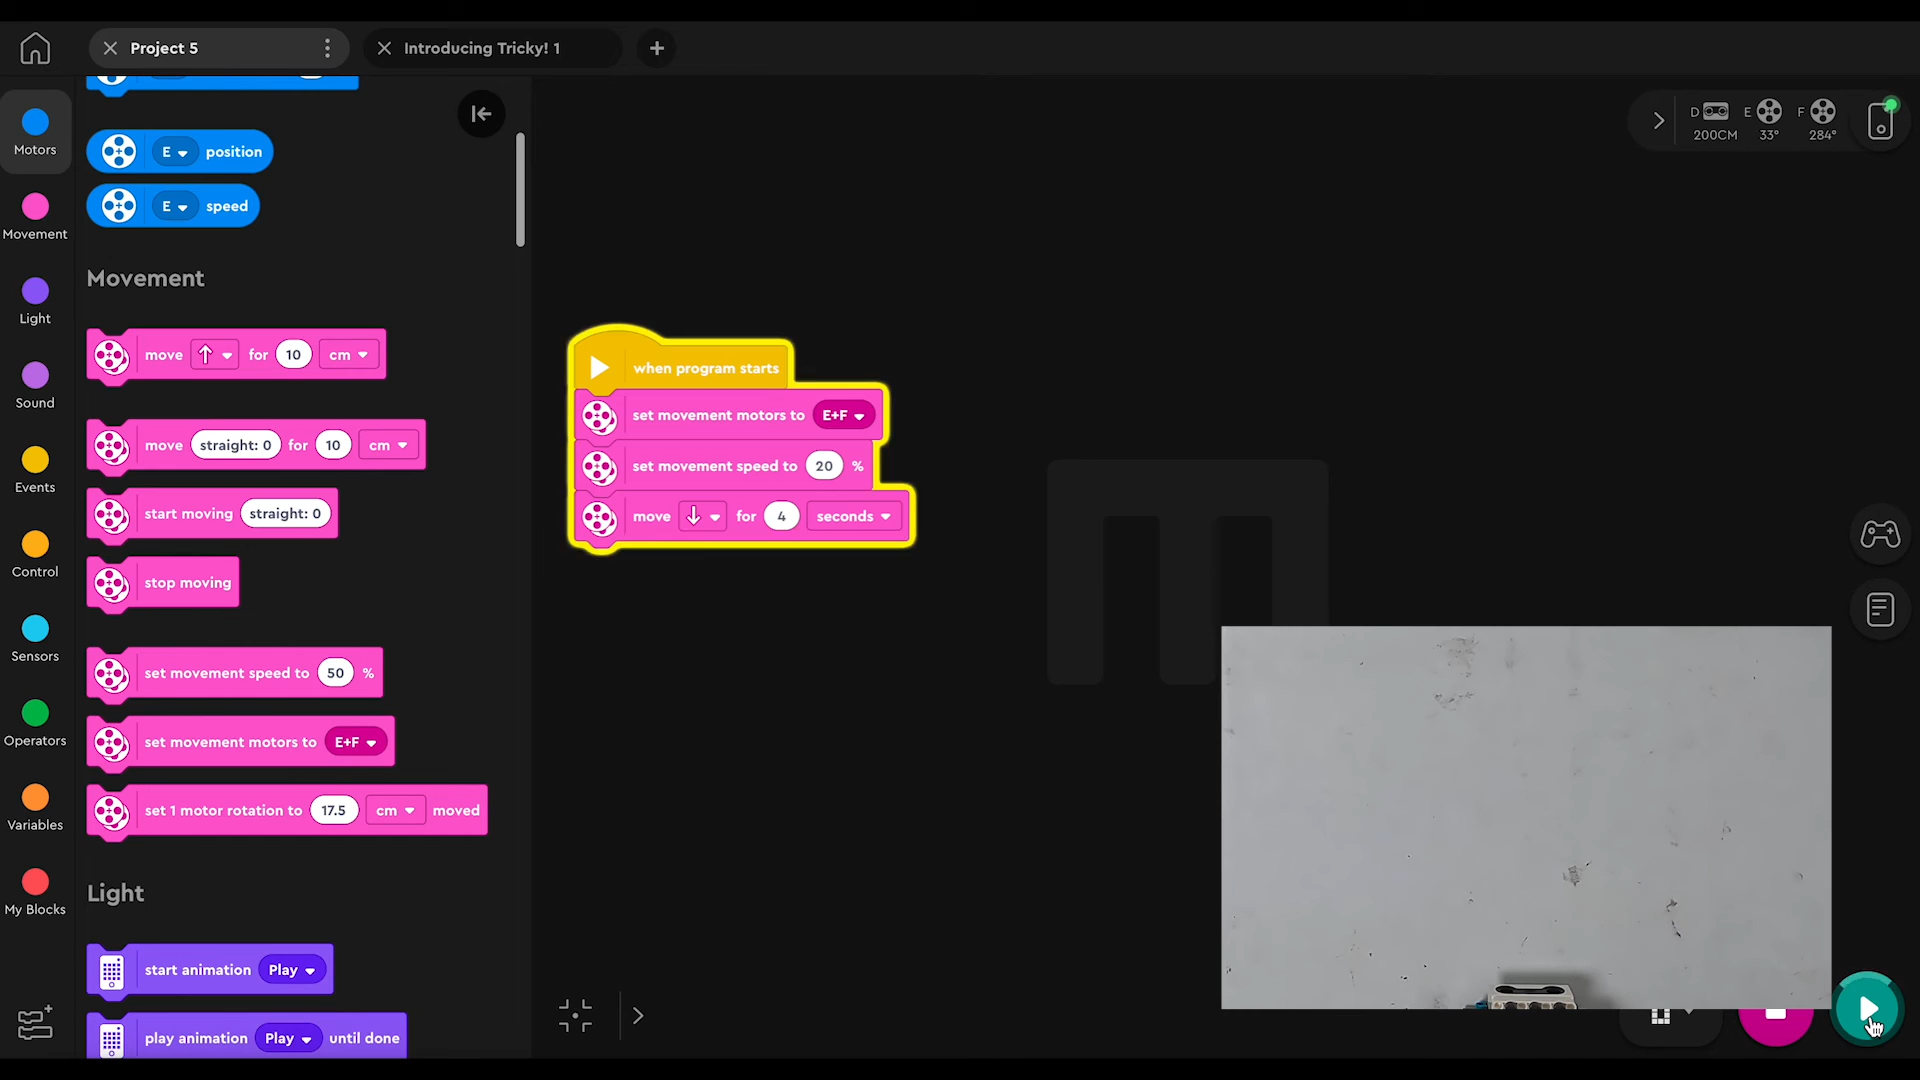 Project 5
Introducing Tricky! 1
Motors
Movement
Light
Sound
Events
Control
Sensors
Operators
Variables
My Blocks
E position
E speed
Movement
move for 10 cm
move straight: 0 for 10 cm
start moving straight: 0
stop moving
set movement speed to 50 %
set movement motors to E+F
set 1 motor rotation to 17.5 cm moved
Light
start animation Play
play animation Play until done
when program starts
set movement motors to E+F
set movement speed to 20 %
move for 4 seconds
D E F
200CM 33° 284°